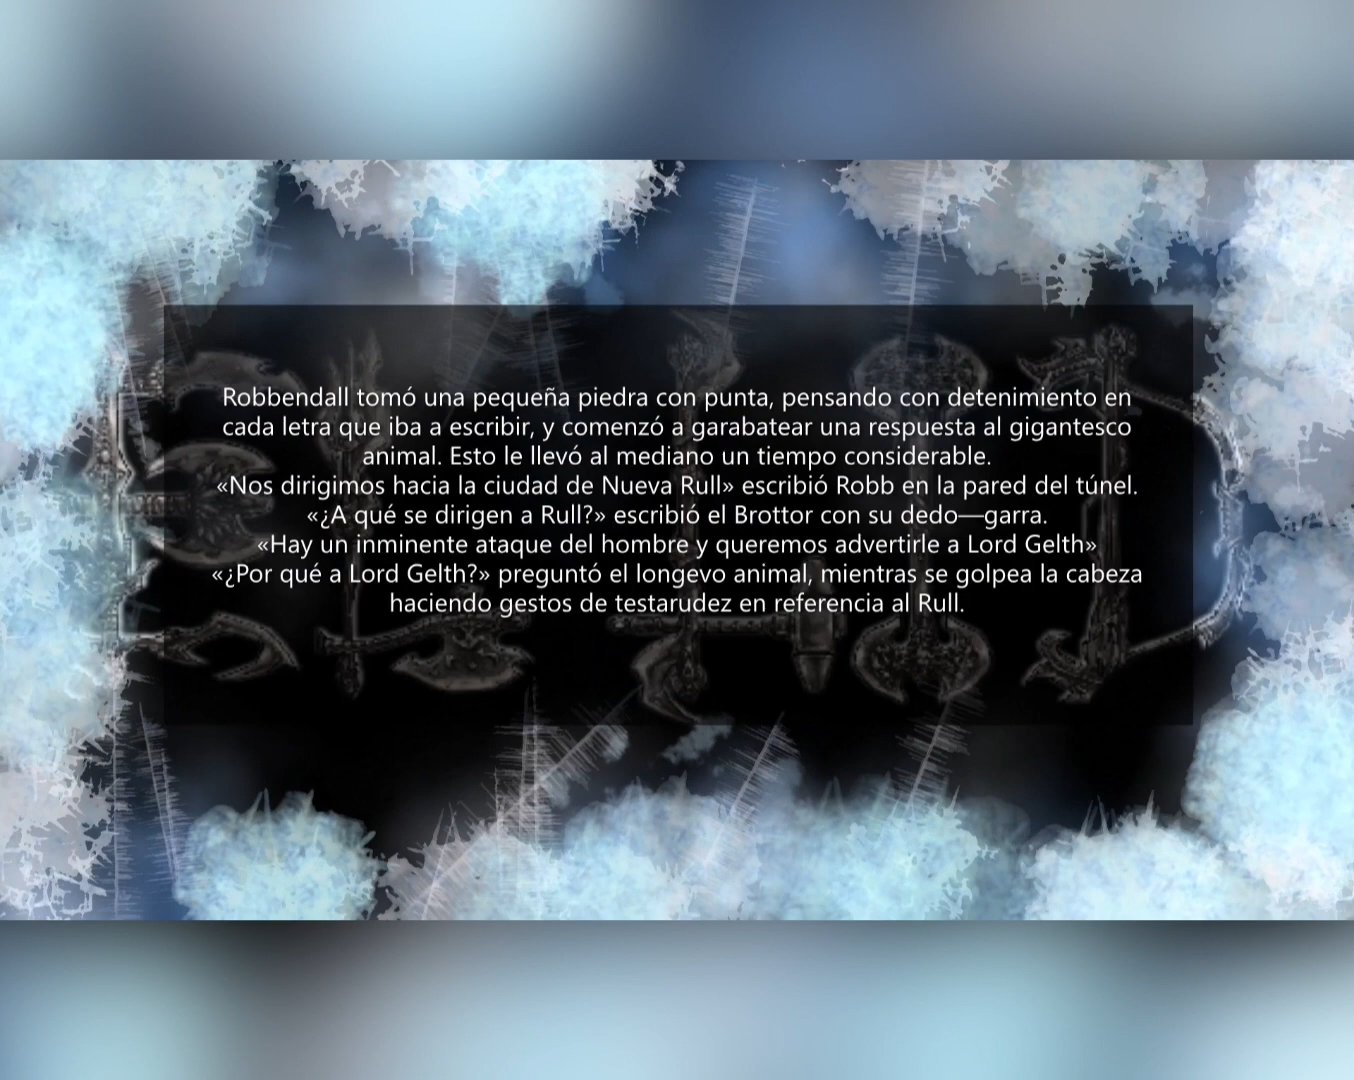 Robbendall tomó una pequeña piedra con punta, pensando con detenimiento en
cada letra que iba a escribir, y comenzó a garabatear una respuesta al gigantesco
animal. Esto le llevó al mediano un tiempo considerable.
«Nos dirigimos hacia la ciudad de Nueva Rull» escribió Robb en la pared del túnel.
«¿A qué se dirigen a Rull?» escribió el Brottor con su dedo—garra.
«Hay un inminente ataque del hombre y queremos advertirle a Lord Gelth»
«¿Por qué a Lord Gelth?» preguntó el longevo animal, mientras se golpea la cabeza
haciendo gestos de testarudez en referencia al Rull.